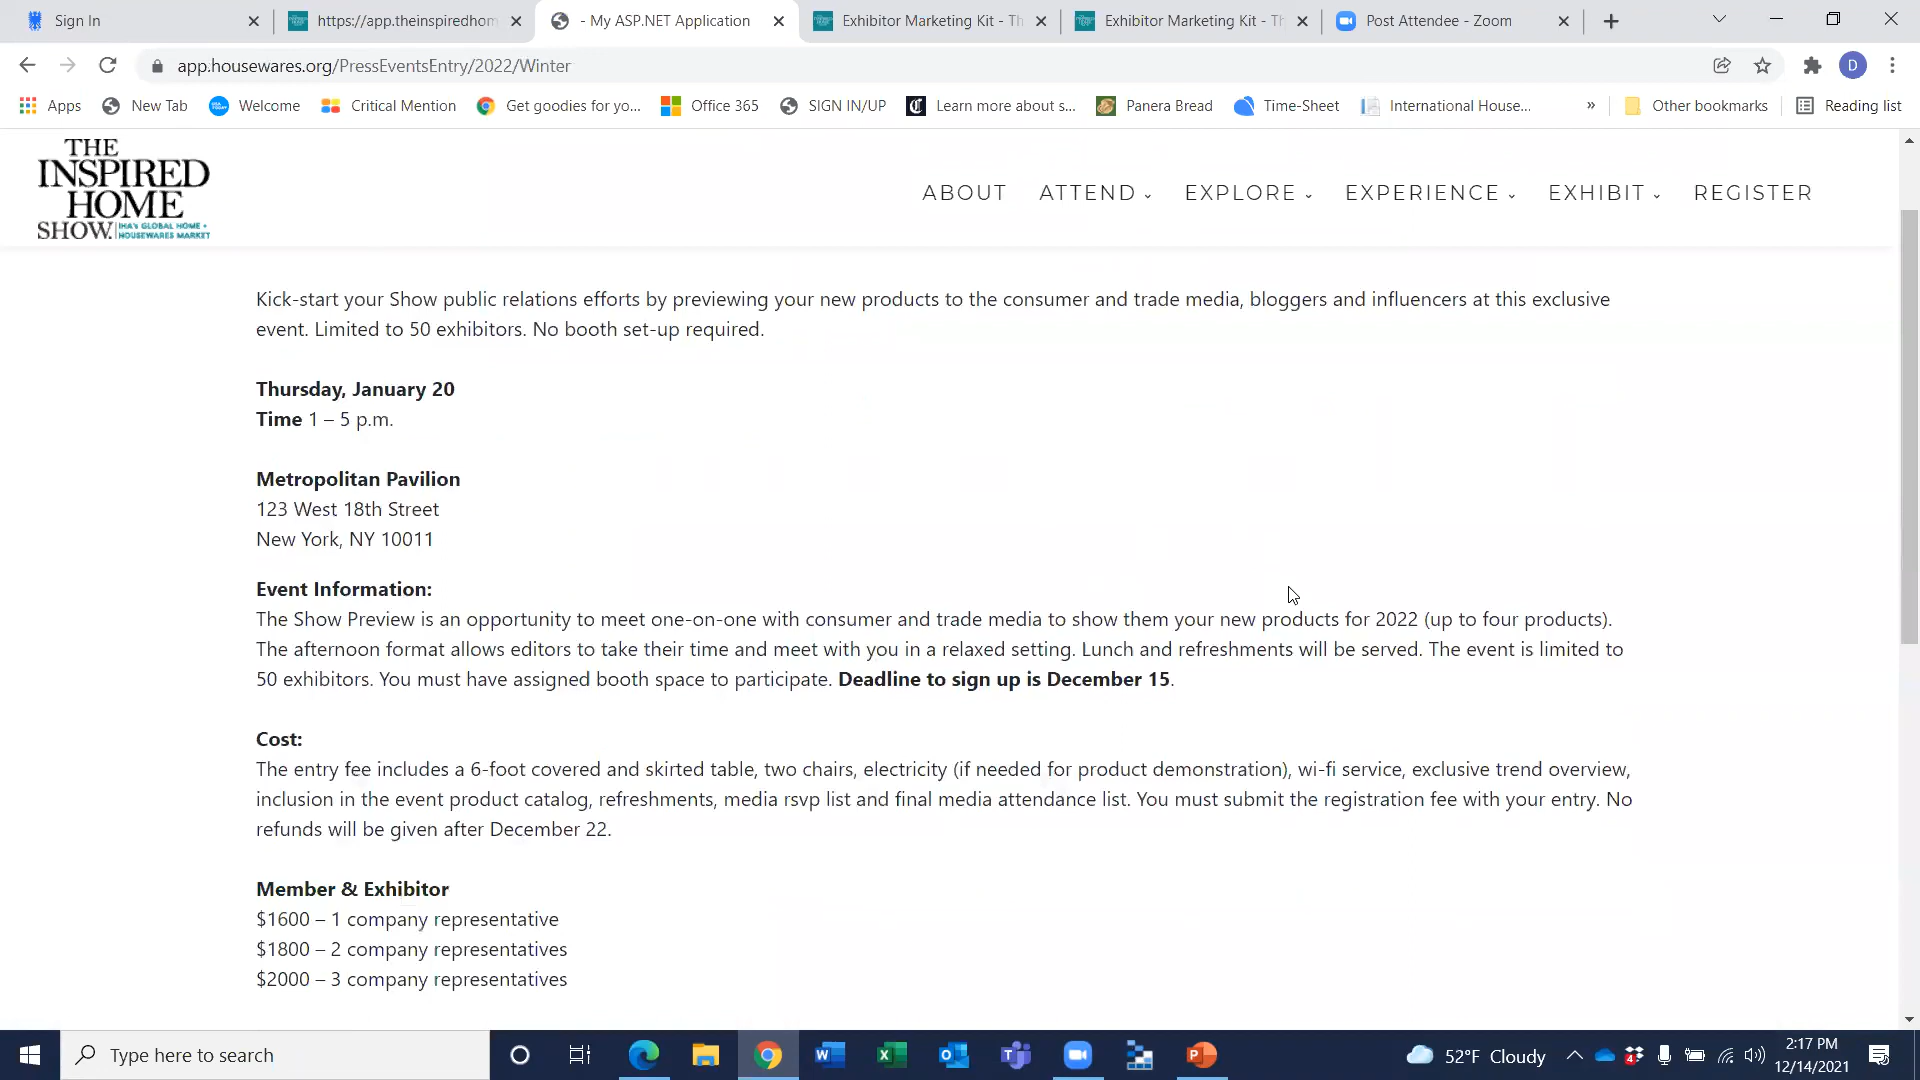 Sign In
https://app.theinspiredhom
- My ASP.NET Application
Exhibitor Marketing Kit - Th
Exhibitor Marketing Kit - Th
Post Attendee - Zoom
app.housewares.org/PressEventsEntry/2022/Winter
D
Apps
New Tab
Welcome
Critical Mention
Get goodies for yo...
Office 365
SIGN IN/UP
Learn more about s...
Panera Bread
Time-Sheet
International House...
»
Other bookmarks
Reading list
THE
INSPIRED
HOME
SHOW. IHA's GLOBAL HOME +
HOUSEWARES MARKET
ABOUT
ATTEND
EXPLORE
EXPERIENCE
EXHIBIT
REGISTER
Kick-start your Show public relations efforts by previewing your new products to the consumer and trade media, bloggers and influencers at this exclusive
event. Limited to 50 exhibitors. No booth set-up required.
Thursday, January 20
Time 1 – 5 p.m.
Metropolitan Pavilion
123 West 18th Street
New York, NY 10011
Event Information:
The Show Preview is an opportunity to meet one-on-one with consumer and trade media to show them your new products for 2022 (up to four products).
The afternoon format allows editors to take their time and meet with you in a relaxed setting. Lunch and refreshments will be served. The event is limited to
50 exhibitors. You must have assigned booth space to participate. Deadline to sign up is December 15.
Cost:
The entry fee includes a 6-foot covered and skirted table, two chairs, electricity (if needed for product demonstration), wi-fi service, exclusive trend overview,
inclusion in the event product catalog, refreshments, media rsvp list and final media attendance list. You must submit the registration fee with your entry. No
refunds will be given after December 22.
Member & Exhibitor
$1600 – 1 company representative
$1800 – 2 company representatives
$2000 – 3 company representatives
Type here to search
52°F Cloudy
4
2:17 PM
12/14/2021